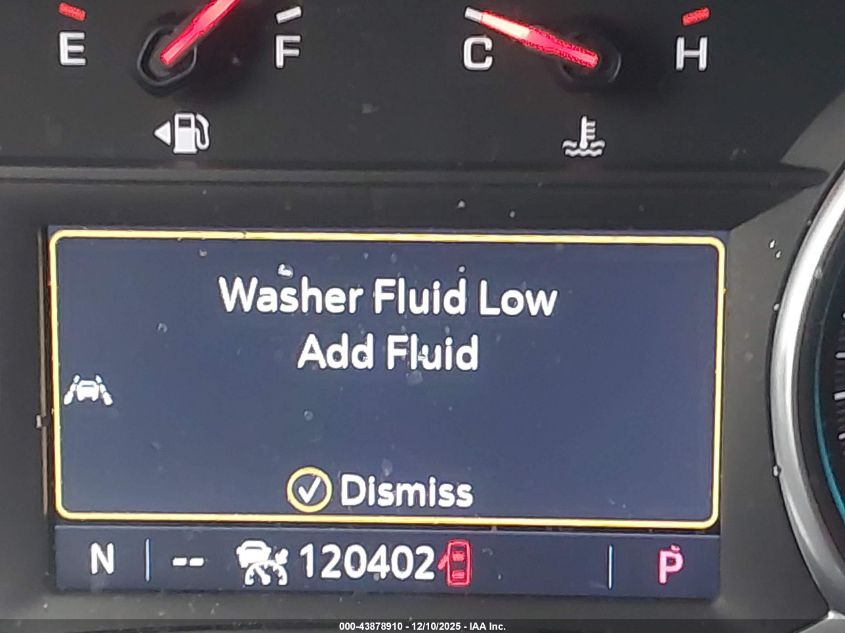 E F C H
Washer Fluid Low
Add Fluid
Dismiss
N -- 120402 P
000-43878910 - 12/10/2025 - IAA Inc.